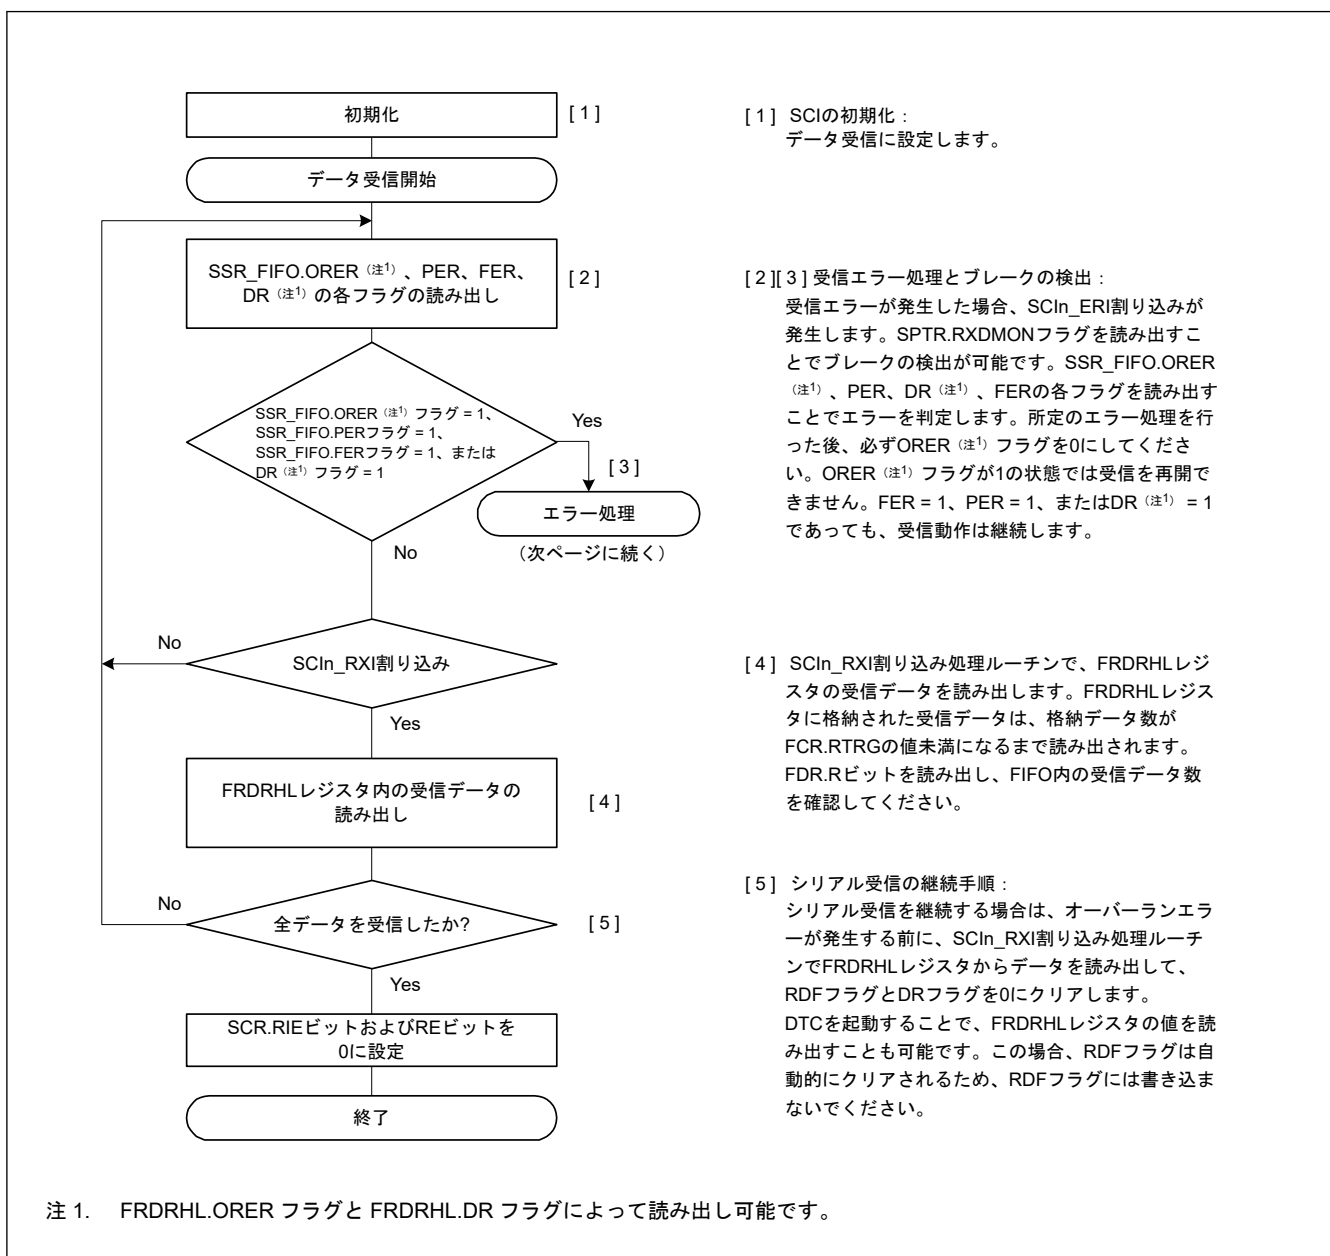 初期化
[ 1 ]
データ受信開始
SSR_FIFO.ORER（注1）、PER、FER、
DR（注1）の各フラグの読み出し
[ 2 ]
SSR_FIFO.ORER（注1）フラグ = 1、
SSR_FIFO.PERフラグ = 1、
SSR_FIFO.FERフラグ = 1、または
DR（注1）フラグ = 1
Yes
[ 3 ]
エラー処理
（次ページに続く）
No
No
SCIn_RXI割り込み
Yes
FRDRHLレジスタ内の受信データの
読み出し
[ 4 ]
No
全データを受信したか?
[ 5 ]
Yes
SCR.RIEビットおよびREビットを
0に設定
終了
[ 1 ] SCIの初期化：
データ受信に設定します。
[ 2 ][ 3 ] 受信エラー処理とブレークの検出：
受信エラーが発生した場合、SCIn_ERI割り込みが
発生します。SPTR.RXDMONフラグを読み出すこ
とでブレークの検出が可能です。SSR_FIFO.ORER
（注1）、PER、DR（注1）、FERの各フラグを読み出す
ことでエラーを判定します。所定のエラー処理を行
った後、必ずORER（注1）フラグを0にしてくださ
い。ORER（注1）フラグが1の状態では受信を再開で
きません。FER = 1、PER = 1、またはDR（注1） = 1
であっても、受信動作は継続します。
[ 4 ] SCIn_RXI割り込み処理ルーチンで、FRDRHLレジ
スタの受信データを読み出します。FRDRHLレジス
タに格納された受信データは、格納データ数が
FCR.RTRGの値未満になるまで読み出されます。
FDR.Rビットを読み出し、FIFO内の受信データ数
を確認してください。
[ 5 ] シリアル受信の継続手順：
シリアル受信を継続する場合は、オーバーランエラ
ーが発生する前に、SCIn_RXI割り込み処理ルーチ
ンでFRDRHLレジスタからデータを読み出して、
RDFフラグとDRフラグを0にクリアします。
DTCを起動することで、FRDRHLレジスタの値を読
み出すことも可能です。この場合、RDFフラグは自
動的にクリアされるため、RDFフラグには書き込ま
ないでください。
注 1. FRDRHL.ORER フラグと FRDRHL.DR フラグによって読み出し可能です。